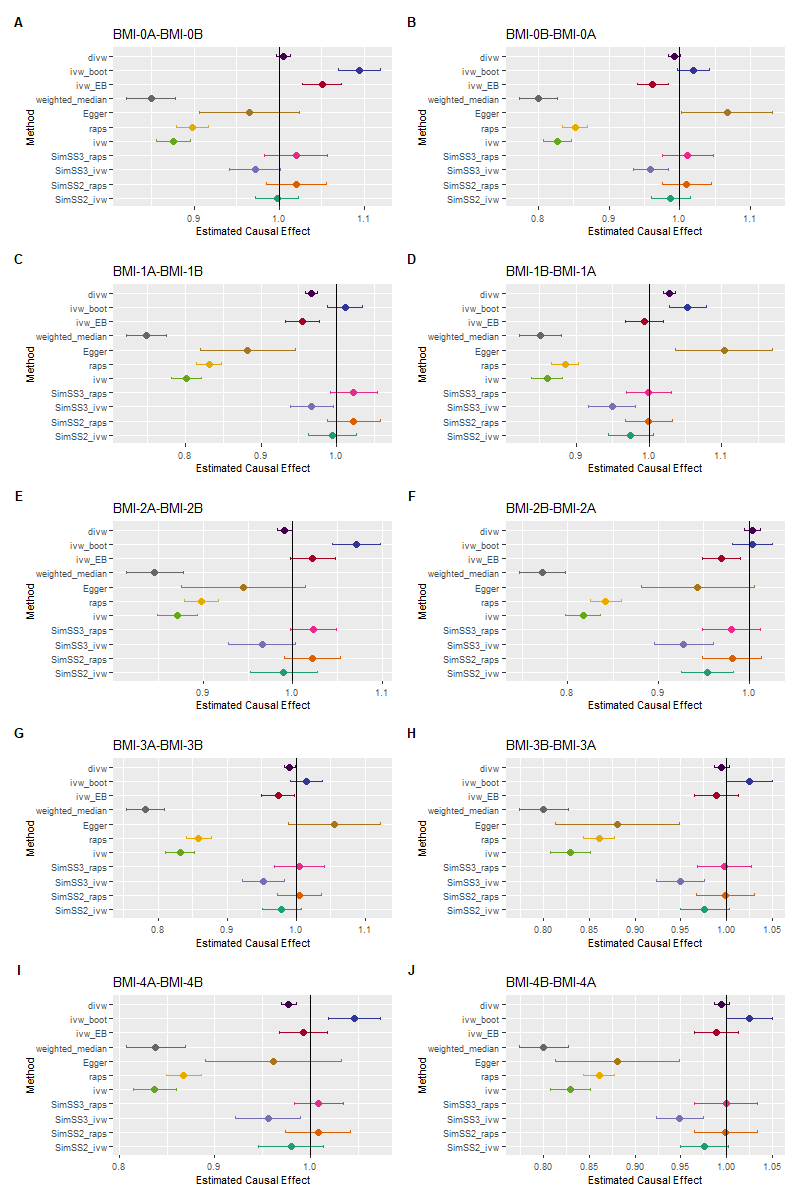 A
BMI-0A-BMI-0B
divw
ivw_boot
ivw_EB
weighted_median
Egger
raps
ivw
SimSS3_raps
SimSS3_ivw
SimSS2_raps
SimSS2_ivw
Method
0.9
1.0
1.1
Estimated Causal Effect
B
BMI-0B-BMI-0A
divw
ivw_boot
ivw_EB
weighted_median
Egger
raps
ivw
SimSS3_raps
SimSS3_ivw
SimSS2_raps
SimSS2_ivw
Method
0.8
0.9
1.0
1.1
Estimated Causal Effect
C
BMI-1A-BMI-1B
divw
ivw_boot
ivw_EB
weighted_median
Egger
raps
ivw
SimSS3_raps
SimSS3_ivw
SimSS2_raps
SimSS2_ivw
Method
0.8
0.9
1.0
Estimated Causal Effect
D
BMI-1B-BMI-1A
divw
ivw_boot
ivw_EB
weighted_median
Egger
raps
ivw
SimSS3_raps
SimSS3_ivw
SimSS2_raps
SimSS2_ivw
Method
0.9
1.0
1.1
Estimated Causal Effect
E
BMI-2A-BMI-2B
divw
ivw_boot
ivw_EB
weighted_median
Egger
raps
ivw
SimSS3_raps
SimSS3_ivw
SimSS2_raps
SimSS2_ivw
Method
0.9
1.0
1.1
Estimated Causal Effect
F
BMI-2B-BMI-2A
divw
ivw_boot
ivw_EB
weighted_median
Egger
raps
ivw
SimSS3_raps
SimSS3_ivw
SimSS2_raps
SimSS2_ivw
Method
0.8
0.9
1.0
Estimated Causal Effect
G
BMI-3A-BMI-3B
divw
ivw_boot
ivw_EB
weighted_median
Egger
raps
ivw
SimSS3_raps
SimSS3_ivw
SimSS2_raps
SimSS2_ivw
Method
0.8
0.9
1.0
1.1
Estimated Causal Effect
H
BMI-3B-BMI-3A
divw
ivw_boot
ivw_EB
weighted_median
Egger
raps
ivw
SimSS3_raps
SimSS3_ivw
SimSS2_raps
SimSS2_ivw
Method
0.80
0.85
0.90
0.95
1.00
1.05
Estimated Causal Effect
I
BMI-4A-BMI-4B
divw
ivw_boot
ivw_EB
weighted_median
Egger
raps
ivw
SimSS3_raps
SimSS3_ivw
SimSS2_raps
SimSS2_ivw
Method
0.8
0.9
1.0
Estimated Causal Effect
J
BMI-4B-BMI-4A
divw
ivw_boot
ivw_EB
weighted_median
Egger
raps
ivw
SimSS3_raps
SimSS3_ivw
SimSS2_raps
SimSS2_ivw
Method
0.80
0.85
0.90
0.95
1.00
1.05
Estimated Causal Effect